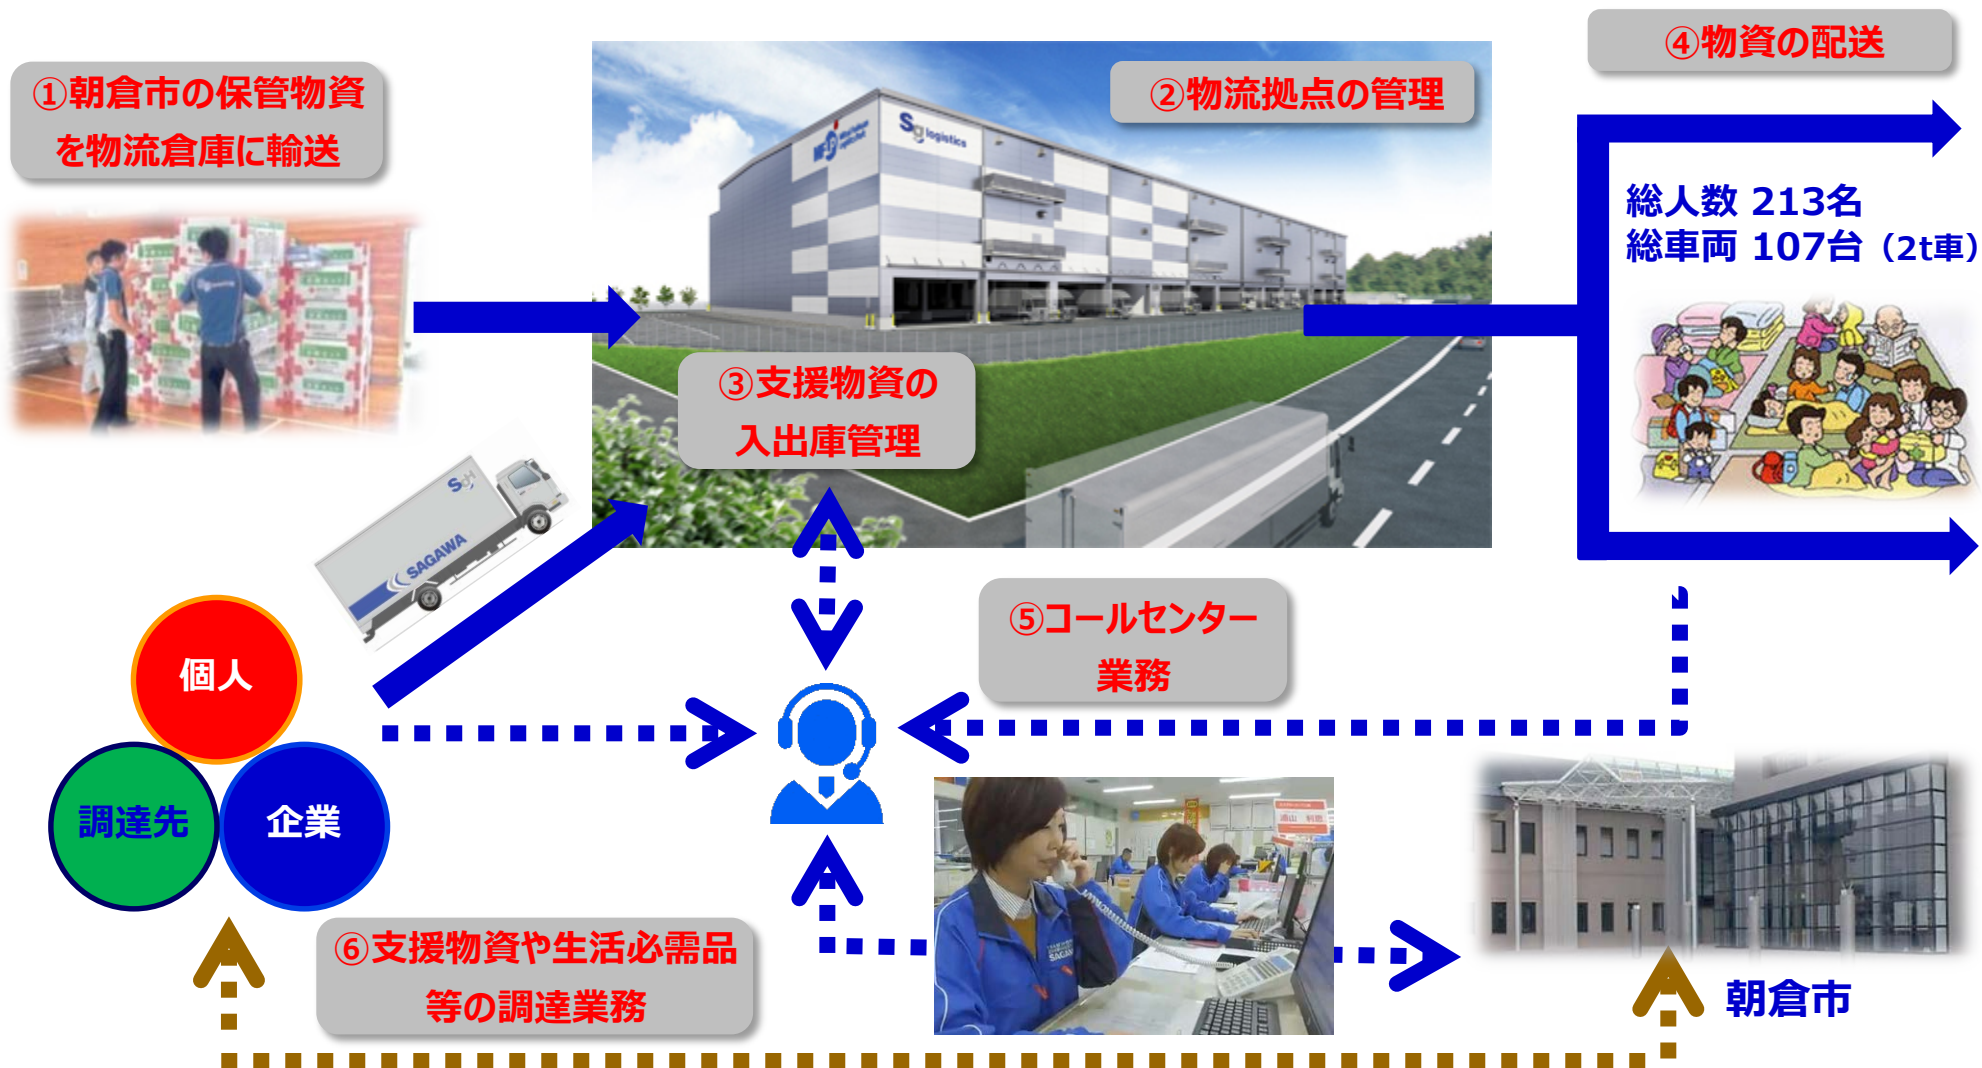 ①朝倉市の保管物資
を物流倉庫に輸送
②物流拠点の管理
④物資の配送
Sg logistics
総人数 213名
総車両 107台（2t車）
③支援物資の
入出庫管理
SgH
SAGAWA
⑤コールセンター
業務
個人
調達先
企業
⑥支援物資や生活必需品
等の調達業務
朝倉市